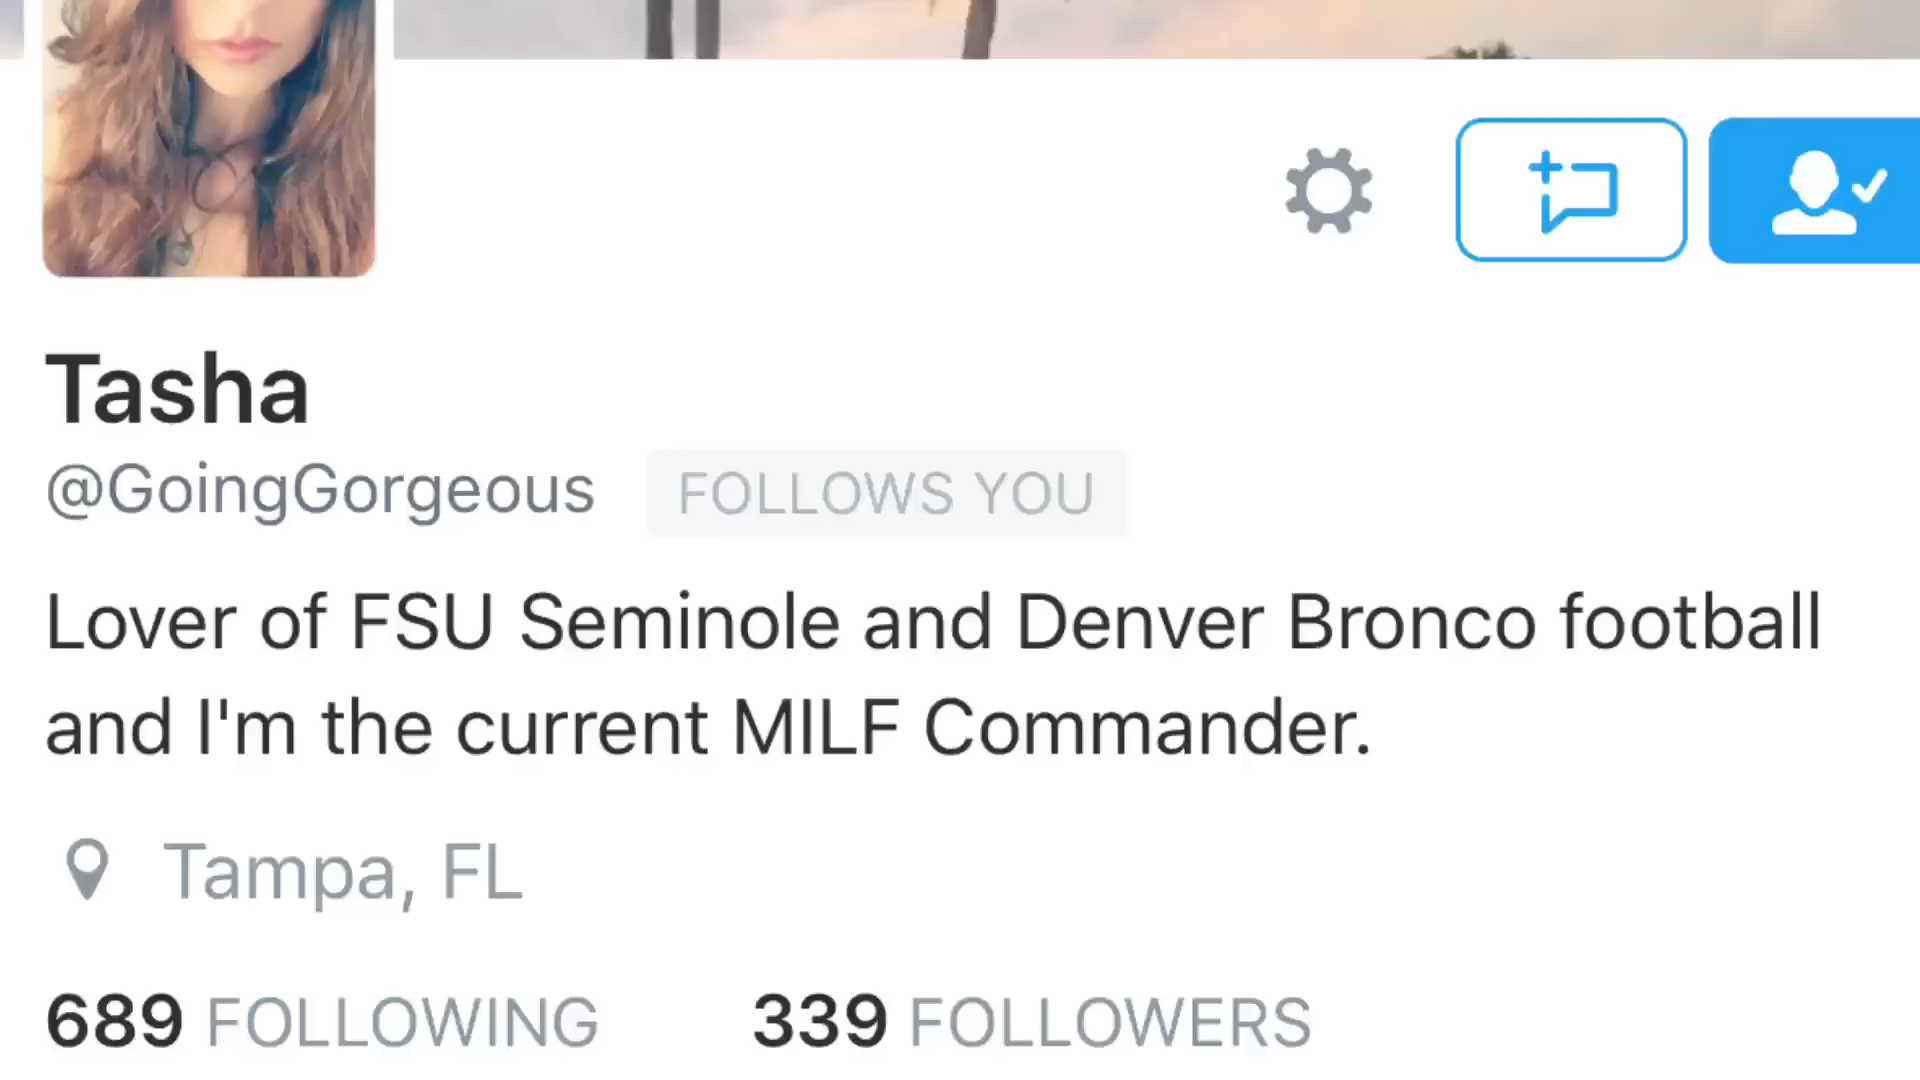 Tasha
@GoingGorgeous FOLLOWS YOU
Lover of FSU Seminole and Denver Bronco football
and I'm the current MILF Commander.
Tampa, FL
689 FOLLOWING 339 FOLLOWERS